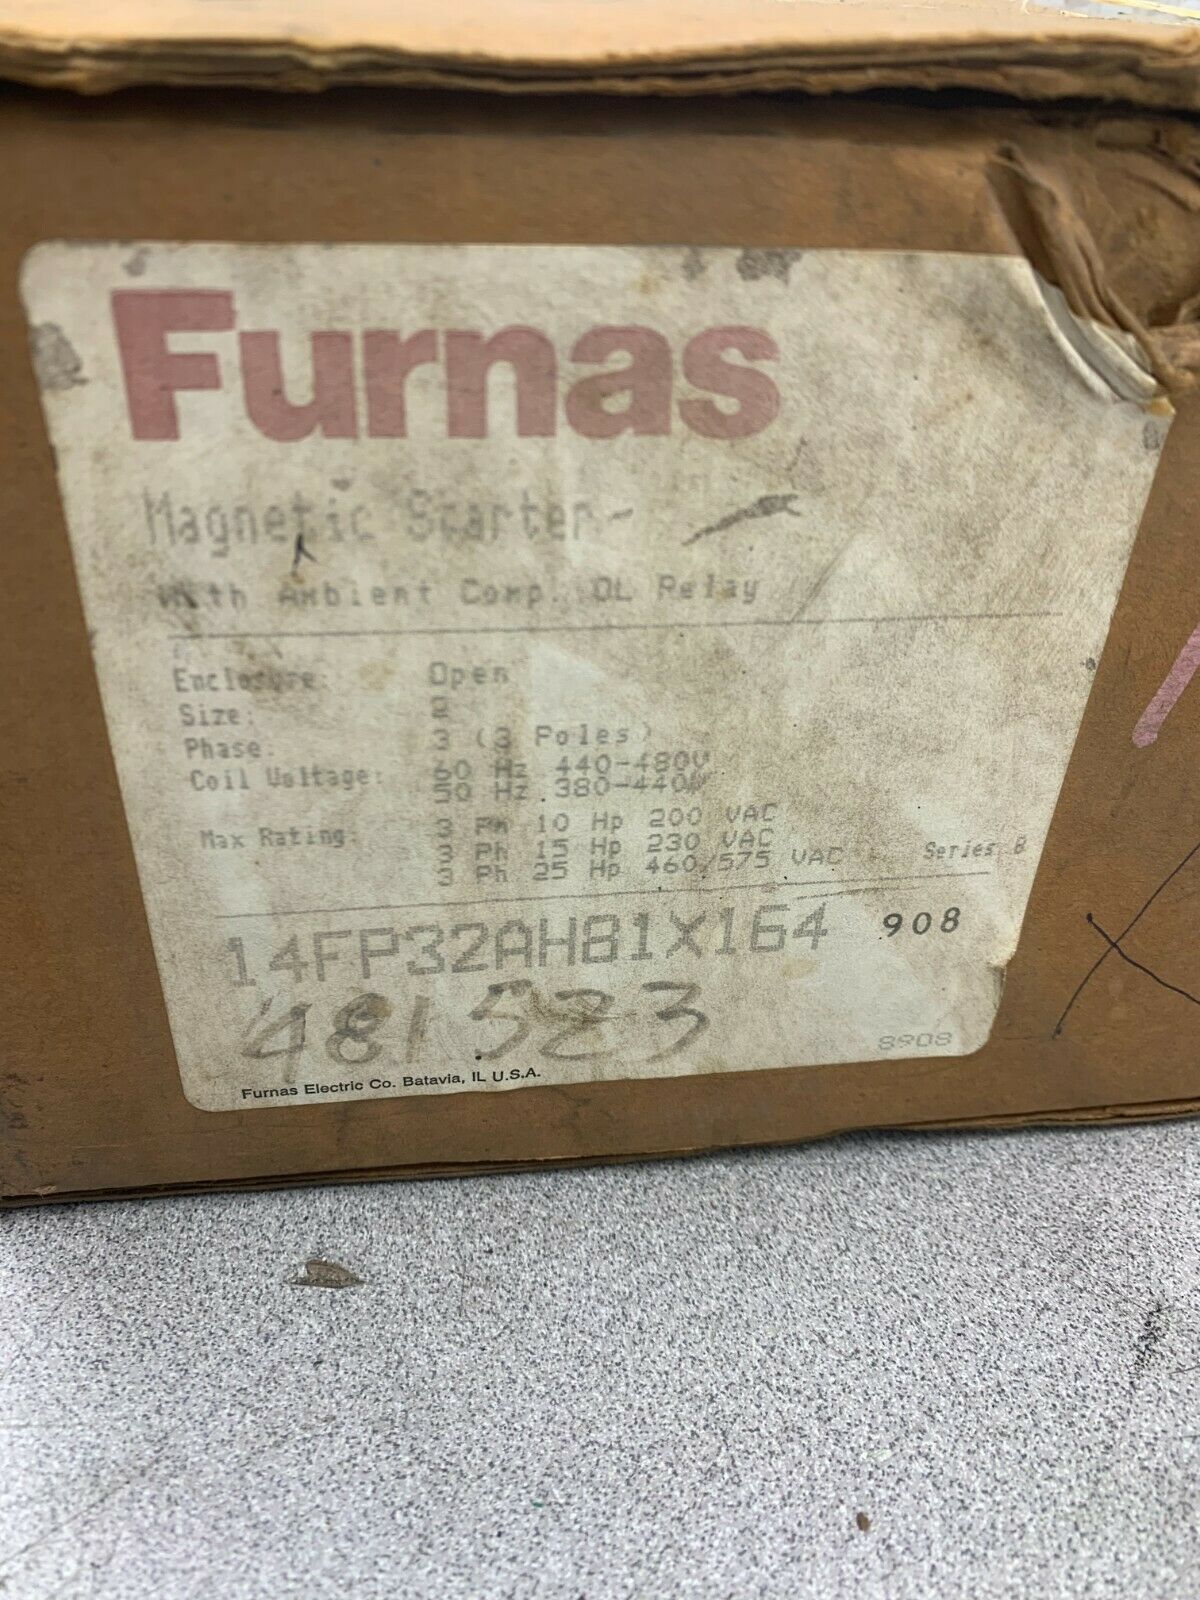 Furnas
Magnetic Starter-
With Ambient Comp. OL Relay
Enclosure: Open
Size: 2
Phase: 3 (3 Poles)
Coil Voltage: 60 Hz 440-480V
50 Hz 380-440V
Max Rating: 3 Ph 10 Hp 200 VAC
3 Ph 15 Hp 230 VAC
3 Ph 25 Hp 460/575 VAC Series B
14FP32AH81X164 908
481523
8908
Furnas Electric Co. Batavia, IL U.S.A.